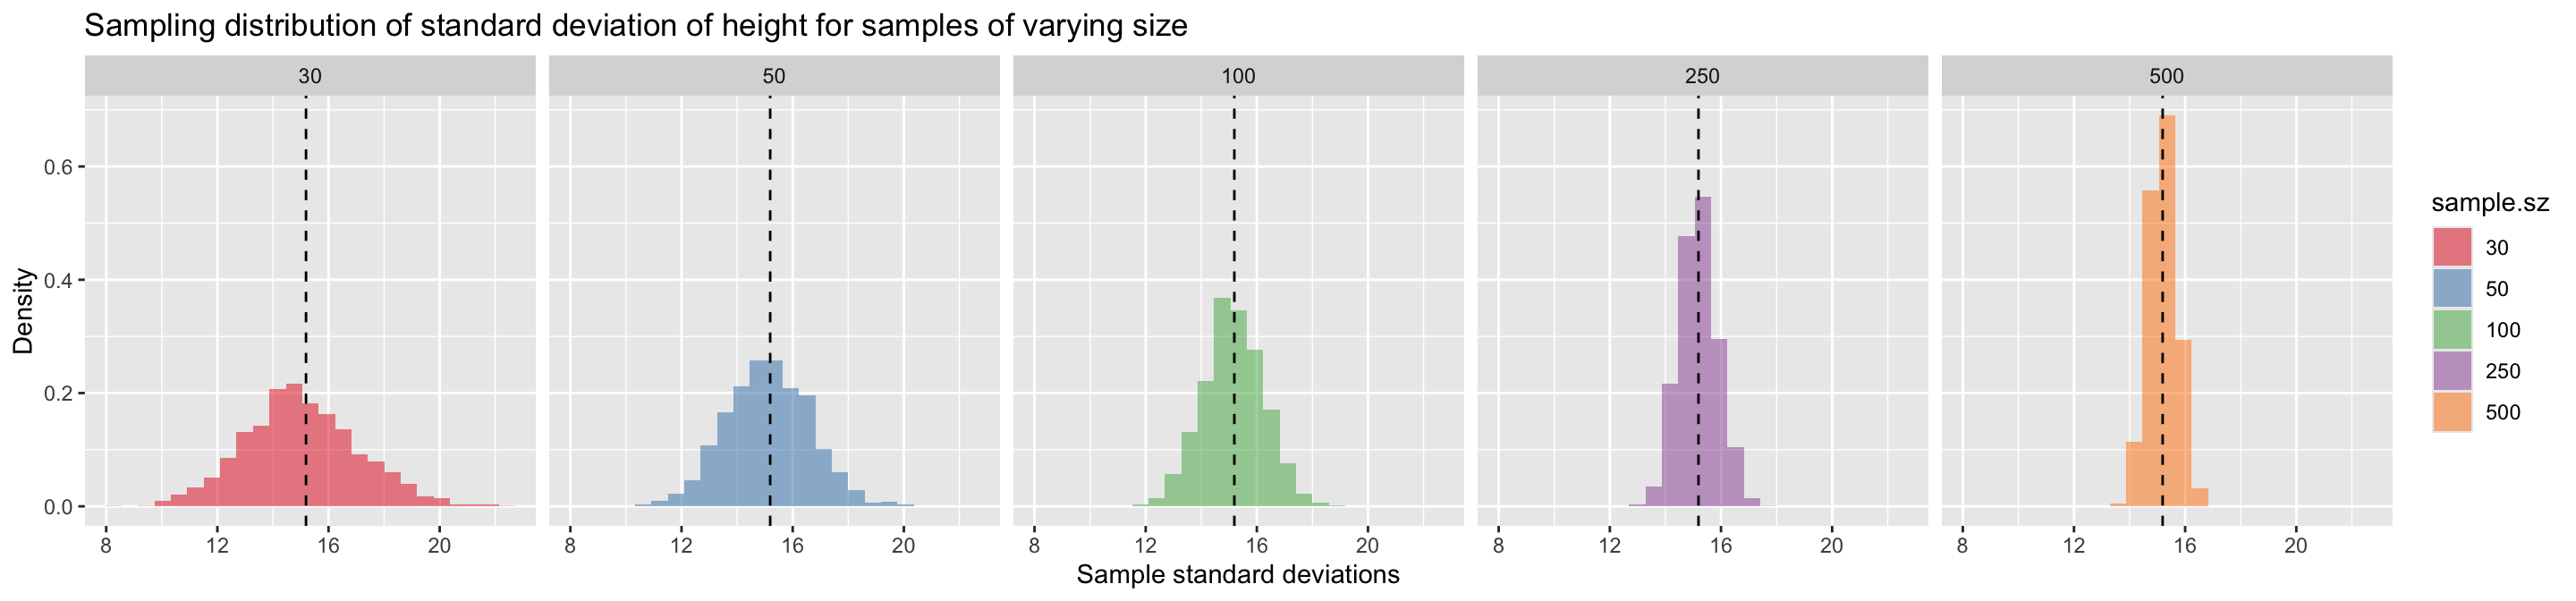 Sampling distribution of standard deviation of height for samples of varying size
30 50 100 250 500
Density
0.6
0.4
0.2
0.0
8 12 16 20 8 12 16 20 8 12 16 20 8 12 16 20 8 12 16 20
Sample standard deviations
sample.sz
30
50
100
250
500